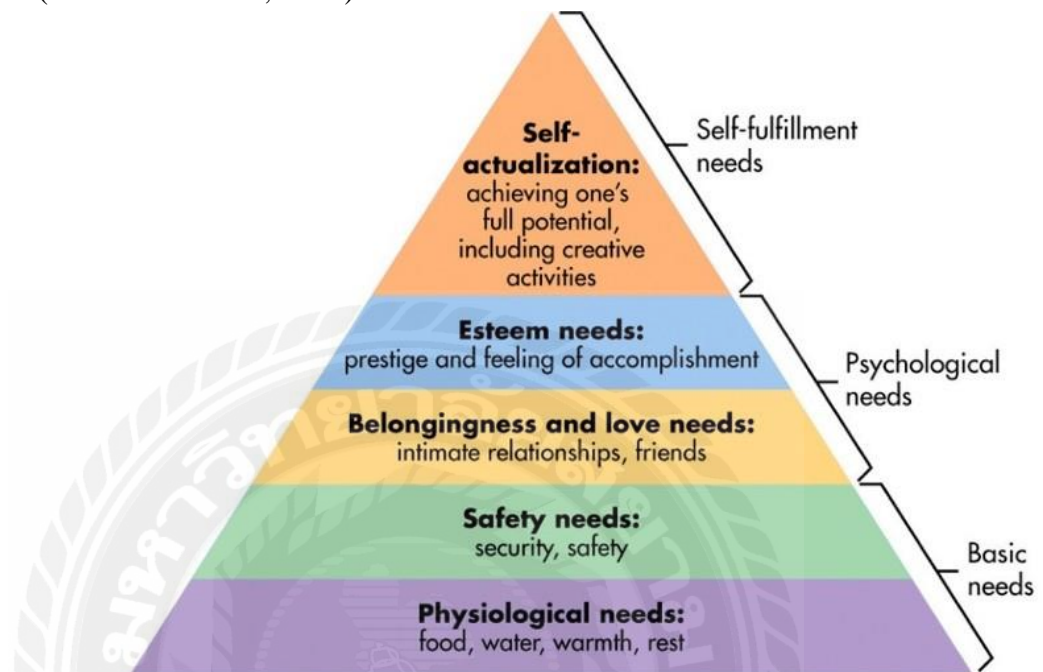 Self-
actualization:
achieving one's
full potential,
including creative
activities
Self-fulfillment
needs
Esteem needs:
prestige and feeling of accomplishment
Psychological
needs
Belongingness and love needs:
intimate relationships, friends
Safety needs:
security, safety
Basic
needs
Physiological needs:
food, water, warmth, rest